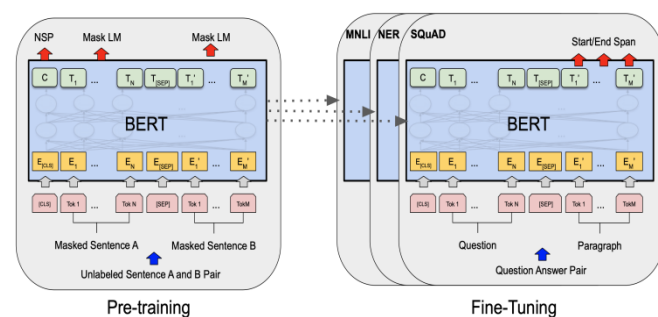 NSP Mask LM Mask LM
C T1 ... TN T[SEP] T1' ... TM'
BERT
E[CLS] E1 ... EN E[SEP] E1' ... EM'
[CLS] Tok 1 ... Tok N [SEP] Tok 1 ... TokM
Masked Sentence A Masked Sentence B
Unlabeled Sentence A and B Pair
Pre-training
MNLI NER SQuAD
Start/End Span
C T1 ... TN T[SEP] T1' ... TM'
BERT
E[CLS] E1 ... EN E[SEP] E1' ... EM'
[CLS] Tok 1 ... Tok N [SEP] Tok 1 ... TokM
Question Paragraph
Question Answer Pair
Fine-Tuning